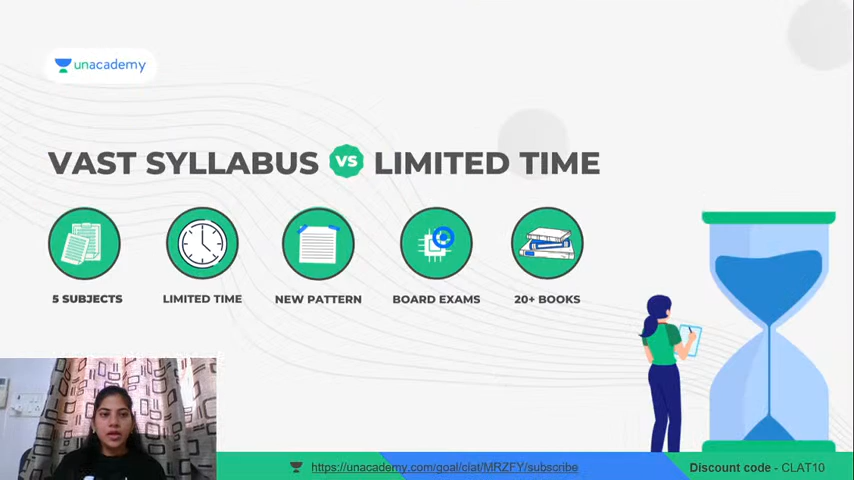 unacademy
VAST SYLLABUS VS LIMITED TIME
5 SUBJECTS
LIMITED TIME
NEW PATTERN
BOARD EXAMS
20+ BOOKS
https://unacademy.com/goal/clat/MRZFY/subscribe
Discount code - CLAT10